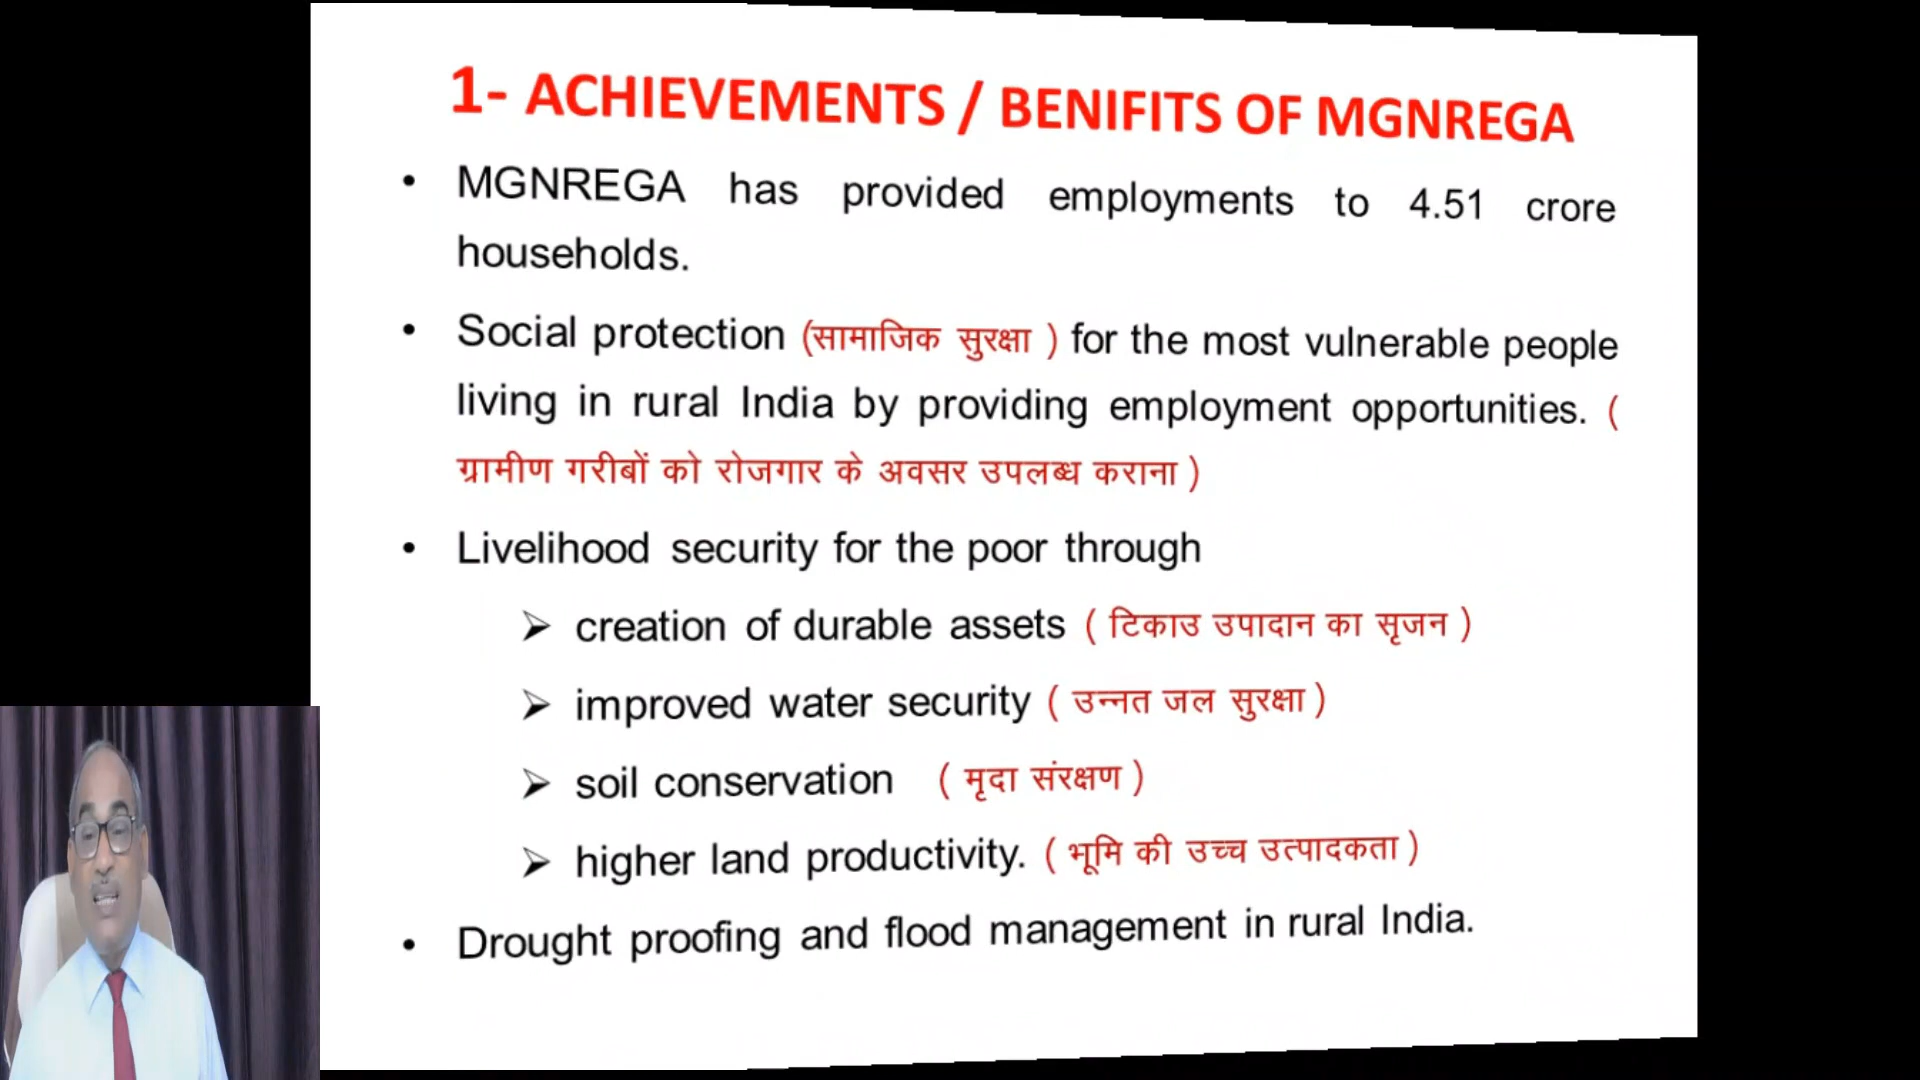 1- ACHIEVEMENTS / BENIFITS OF MGNREGA
• MGNREGA has provided employments to 4.51 crore
households.
• Social protection (सामाजिक सुरक्षा ) for the most vulnerable people
living in rural India by providing employment opportunities. (
ग्रामीण गरीबों को रोजगार के अवसर उपलब्ध कराना )
• Livelihood security for the poor through
➢ creation of durable assets ( टिकाउ उपादान का सृजन )
➢ improved water security ( उन्नत जल सुरक्षा )
➢ soil conservation ( मृदा संरक्षण )
➢ higher land productivity. ( भूमि की उच्च उत्पादकता )
• Drought proofing and flood management in rural India.